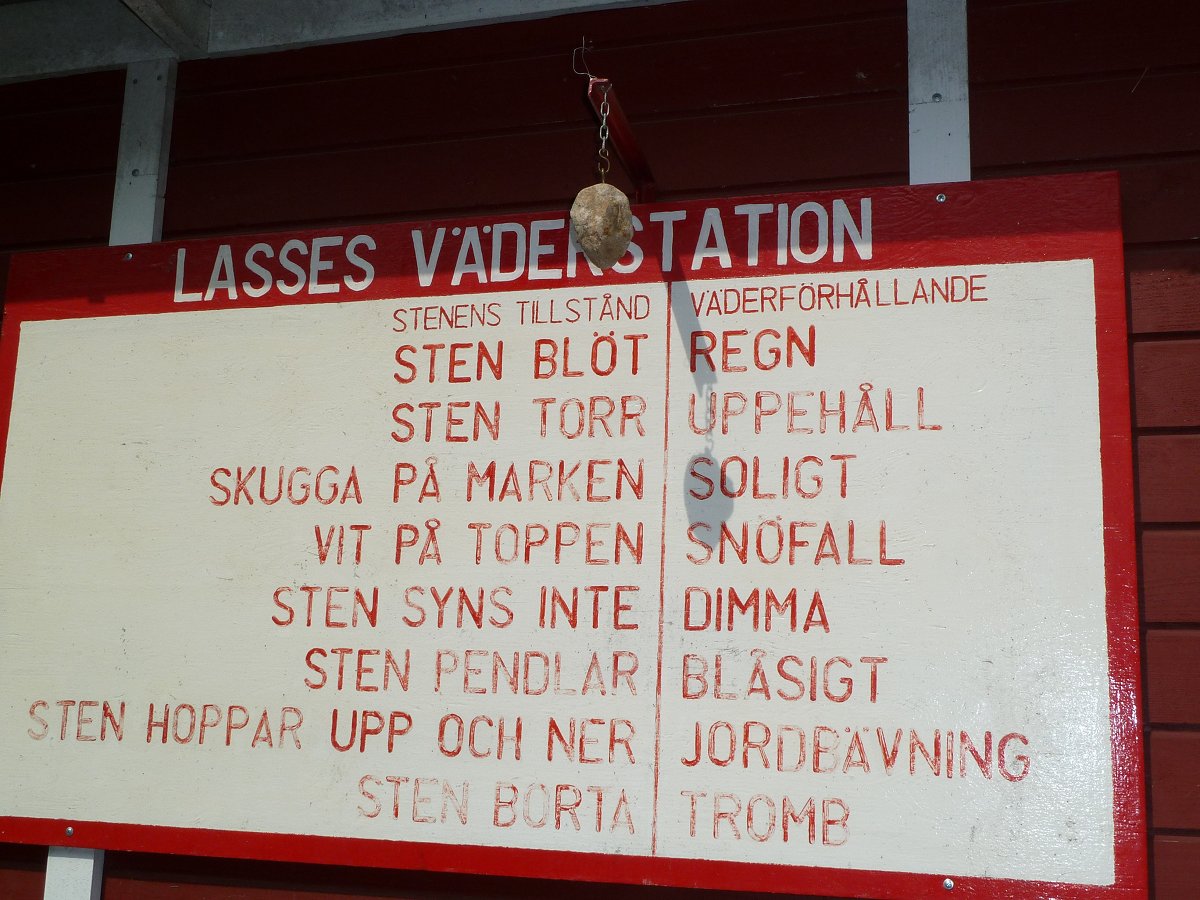 LASSES VÄDERSTATION
STENENS TILLSTÅND VÄDERFÖRHÅLLANDE
STEN BLÖT REGN
STEN TORR UPPEHÅLL
SKUGGA PÅ MARKEN SOLIGT
VIT PÅ TOPPEN SNÖFALL
STEN SYNS INTE DIMMA
STEN PENDLAR BLÅSIGT
STEN HOPPAR UPP OCH NER JORDBÄVNING
STEN BORTA TROMB